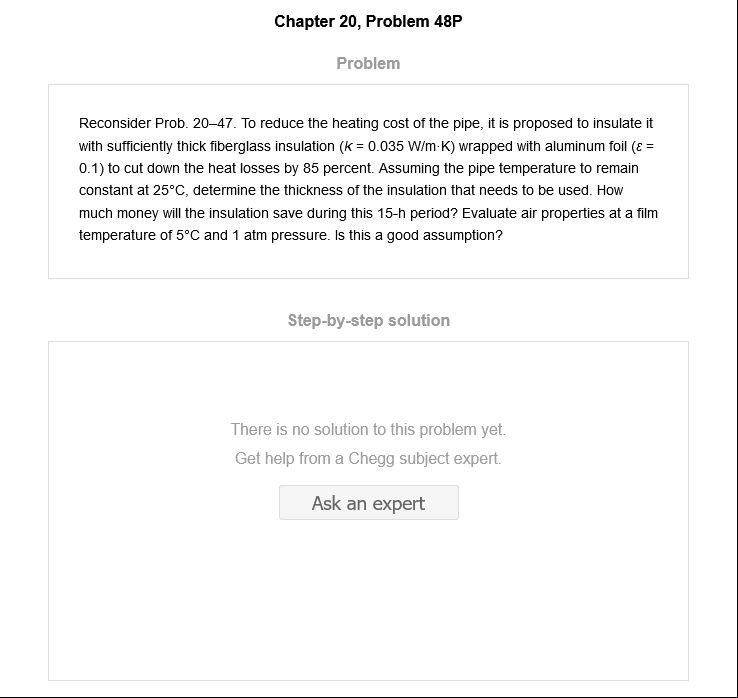 Chapter 20, Problem 48P
Problem
Reconsider Prob. 20–47. To reduce the heating cost of the pipe, it is proposed to insulate it
with sufficiently thick fiberglass insulation (k = 0.035 W/m·K) wrapped with aluminum foil (ε =
0.1) to cut down the heat losses by 85 percent. Assuming the pipe temperature to remain
constant at 25°C, determine the thickness of the insulation that needs to be used. How
much money will the insulation save during this 15-h period? Evaluate air properties at a film
temperature of 5°C and 1 atm pressure. Is this a good assumption?
Step-by-step solution
There is no solution to this problem yet.
Get help from a Chegg subject expert.
Ask an expert